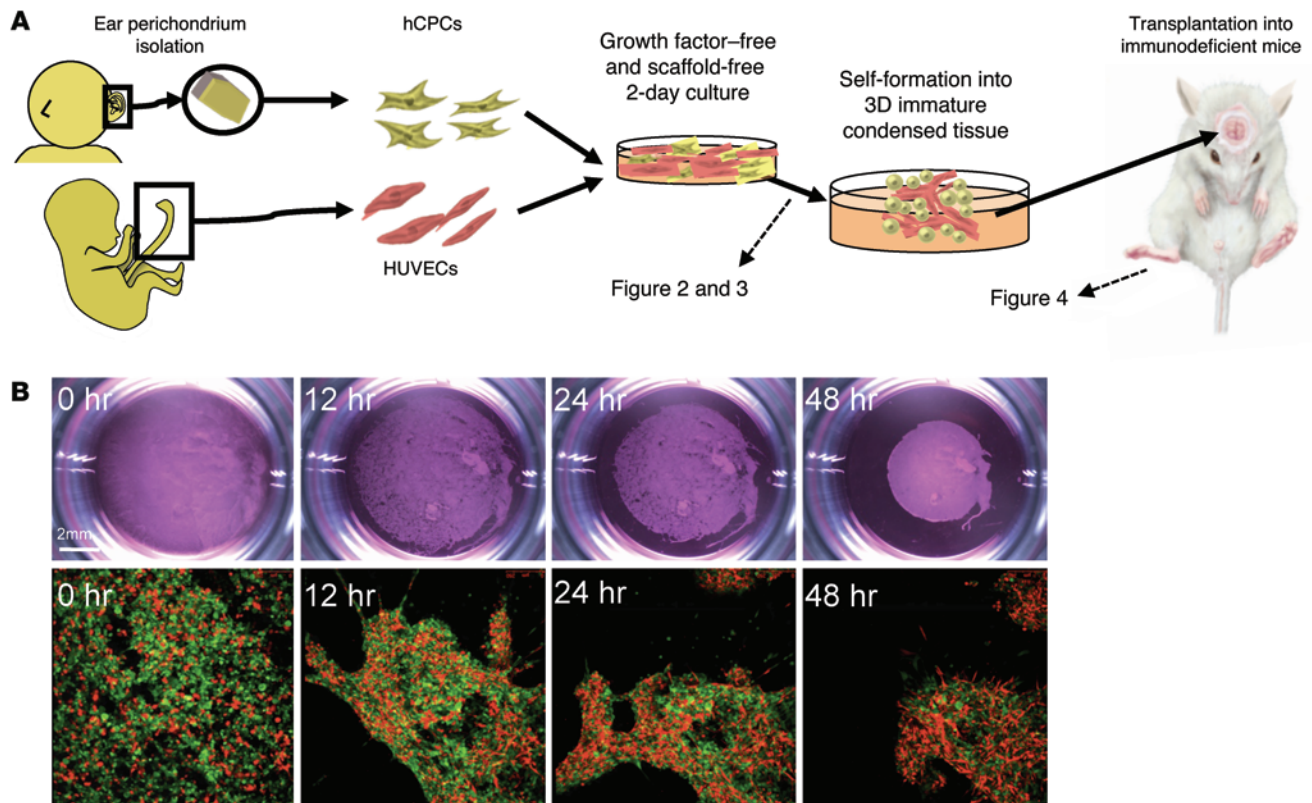 A
Ear perichondrium
isolation
hCPCs
HUVECs
Growth factor–free
and scaffold-free
2-day culture
Self-formation into
3D immature
condensed tissue
Transplantation into
immunodeficient mice
Figure 2 and 3
Figure 4
B
0 hr
12 hr
24 hr
48 hr
2mm
0 hr
12 hr
24 hr
48 hr